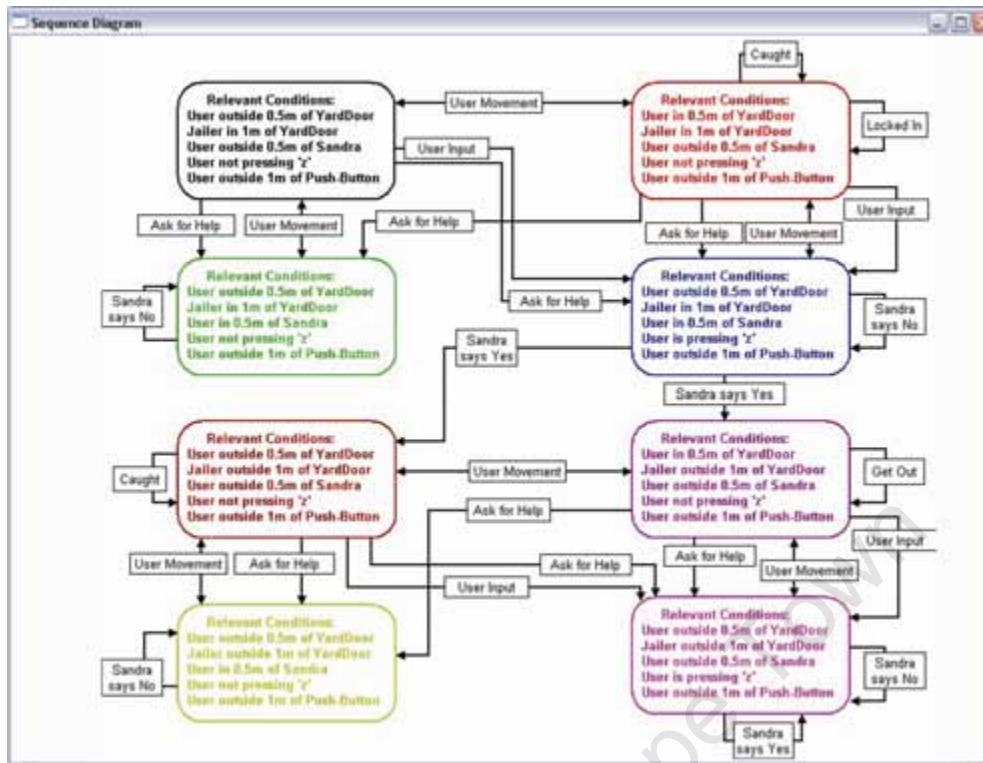 Sequence Diagram
Caught
Relevant Conditions:
User outside 0.5m of YardDoor
Jailer in 1m of YardDoor
User outside 0.5m of Sandra
User not pressing 'z'
User outside 1m of Push-Button
User Movement
Relevant Conditions:
User in 0.5m of YardDoor
Jailer in 1m of YardDoor
User outside 0.5m of Sandra
User not pressing 'z'
User outside 1m of Push-Button
Locked In
User Input
User Input
Ask for Help
User Movement
Ask for Help
Ask for Help
User Movement
Relevant Conditions:
User outside 0.5m of YardDoor
Jailer in 1m of YardDoor
User in 0.5m of Sandra
User not pressing 'z'
User outside 1m of Push-Button
Sandra
says No
Ask for Help
Relevant Conditions:
User outside 0.5m of YardDoor
Jailer in 1m of YardDoor
User in 0.5m of Sandra
User is pressing 'z'
User outside 1m of Push-Button
Sandra
says No
Sandra
says Yes
Sandra says Yes
Relevant Conditions:
User outside 0.5m of YardDoor
Jailer outside 1m of YardDoor
User outside 0.5m of Sandra
User not pressing 'z'
User outside 1m of Push-Button
Caught
User Movement
Relevant Conditions:
User in 0.5m of YardDoor
Jailer outside 1m of YardDoor
User outside 0.5m of Sandra
User not pressing 'z'
User outside 1m of Push-Button
Get Out
Ask for Help
User Input
User Movement
Ask for Help
Ask for Help
User Input
Ask for Help
User Movement
Relevant Conditions:
User outside 0.5m of YardDoor
Jailer outside 1m of YardDoor
User in 0.5m of Sandra
User not pressing 'z'
User outside 1m of Push-Button
Sandra
says No
Relevant Conditions:
User outside 0.5m of YardDoor
Jailer outside 1m of YardDoor
User outside 0.5m of Sandra
User is pressing 'z'
User outside 1m of Push-Button
Sandra
says No
Sandra
says Yes
pe Town